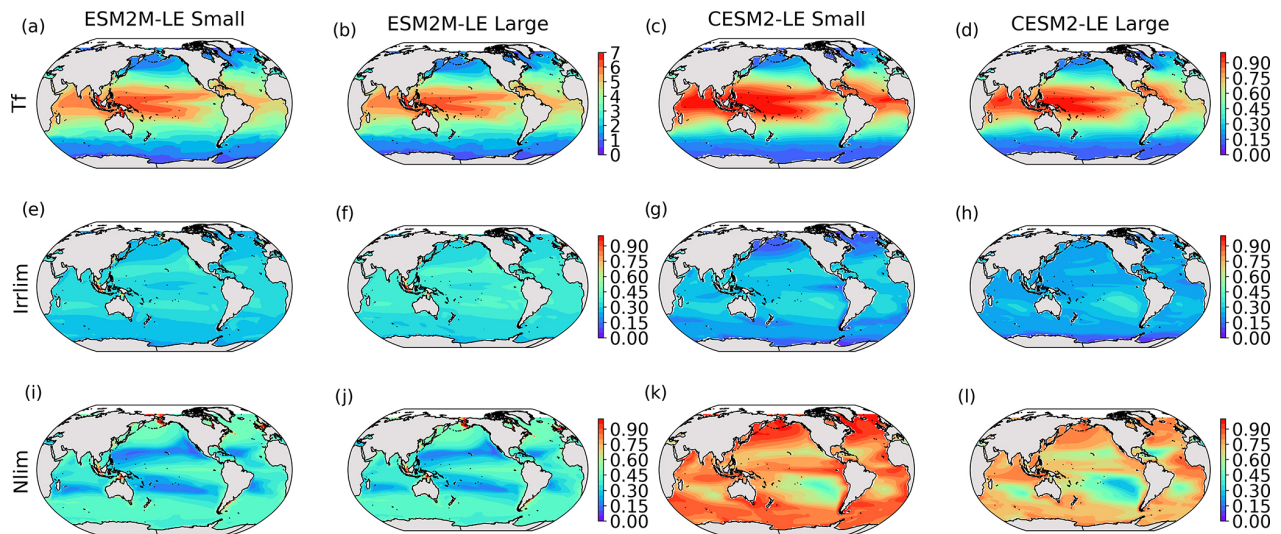 ESM2M-LE Small
ESM2M-LE Large
CESM2-LE Small
CESM2-LE Large
(a)
(b)
(c)
(d)
Tf
7
6
5
4
3
2
1
0
0.90
0.75
0.60
0.45
0.30
0.15
0.00
(e)
(f)
(g)
(h)
Irrlim
0.90
0.75
0.60
0.45
0.30
0.15
0.00
0.90
0.75
0.60
0.45
0.30
0.15
0.00
(i)
(j)
(k)
(l)
Nlim
0.90
0.75
0.60
0.45
0.30
0.15
0.00
0.90
0.75
0.60
0.45
0.30
0.15
0.00